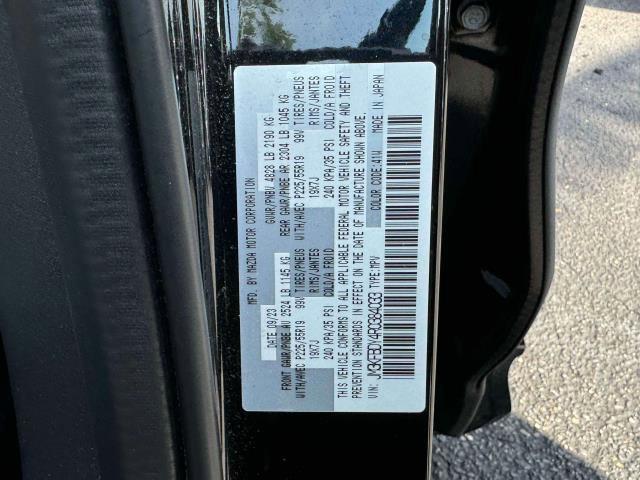 MFD. BY MAZDA MOTOR CORPORATION
DATE 09/23 GVWR/PNBV 4828 LB 2190 KG
FRONT GAWR/PNBE AV 2524 LB 1145 KG REAR GAWR/PNBE AR 2304 LB 1045 KG
WITH/AVEC P225/55R19 99V TIRES/PNEUS WITH/AVEC P225/55R19 99V TIRES/PNEUS
19X7J RIMS/JANTES 19X7J RIMS/JANTES
240 KPA/35 PSI COLD/A FROID 240 KPA/35 PSI COLD/A FROID
THIS VEHICLE CONFORMS TO ALL APPLICABLE FEDERAL MOTOR VEHICLE SAFETY AND THEFT
PREVENTION STANDARDS IN EFFECT ON THE DATE OF MANUFACTURE SHOWN ABOVE.
COLOR CODE:41W MADE IN JAPAN
VIN: JM3KFBDY4R0384033 TYPE:MPV